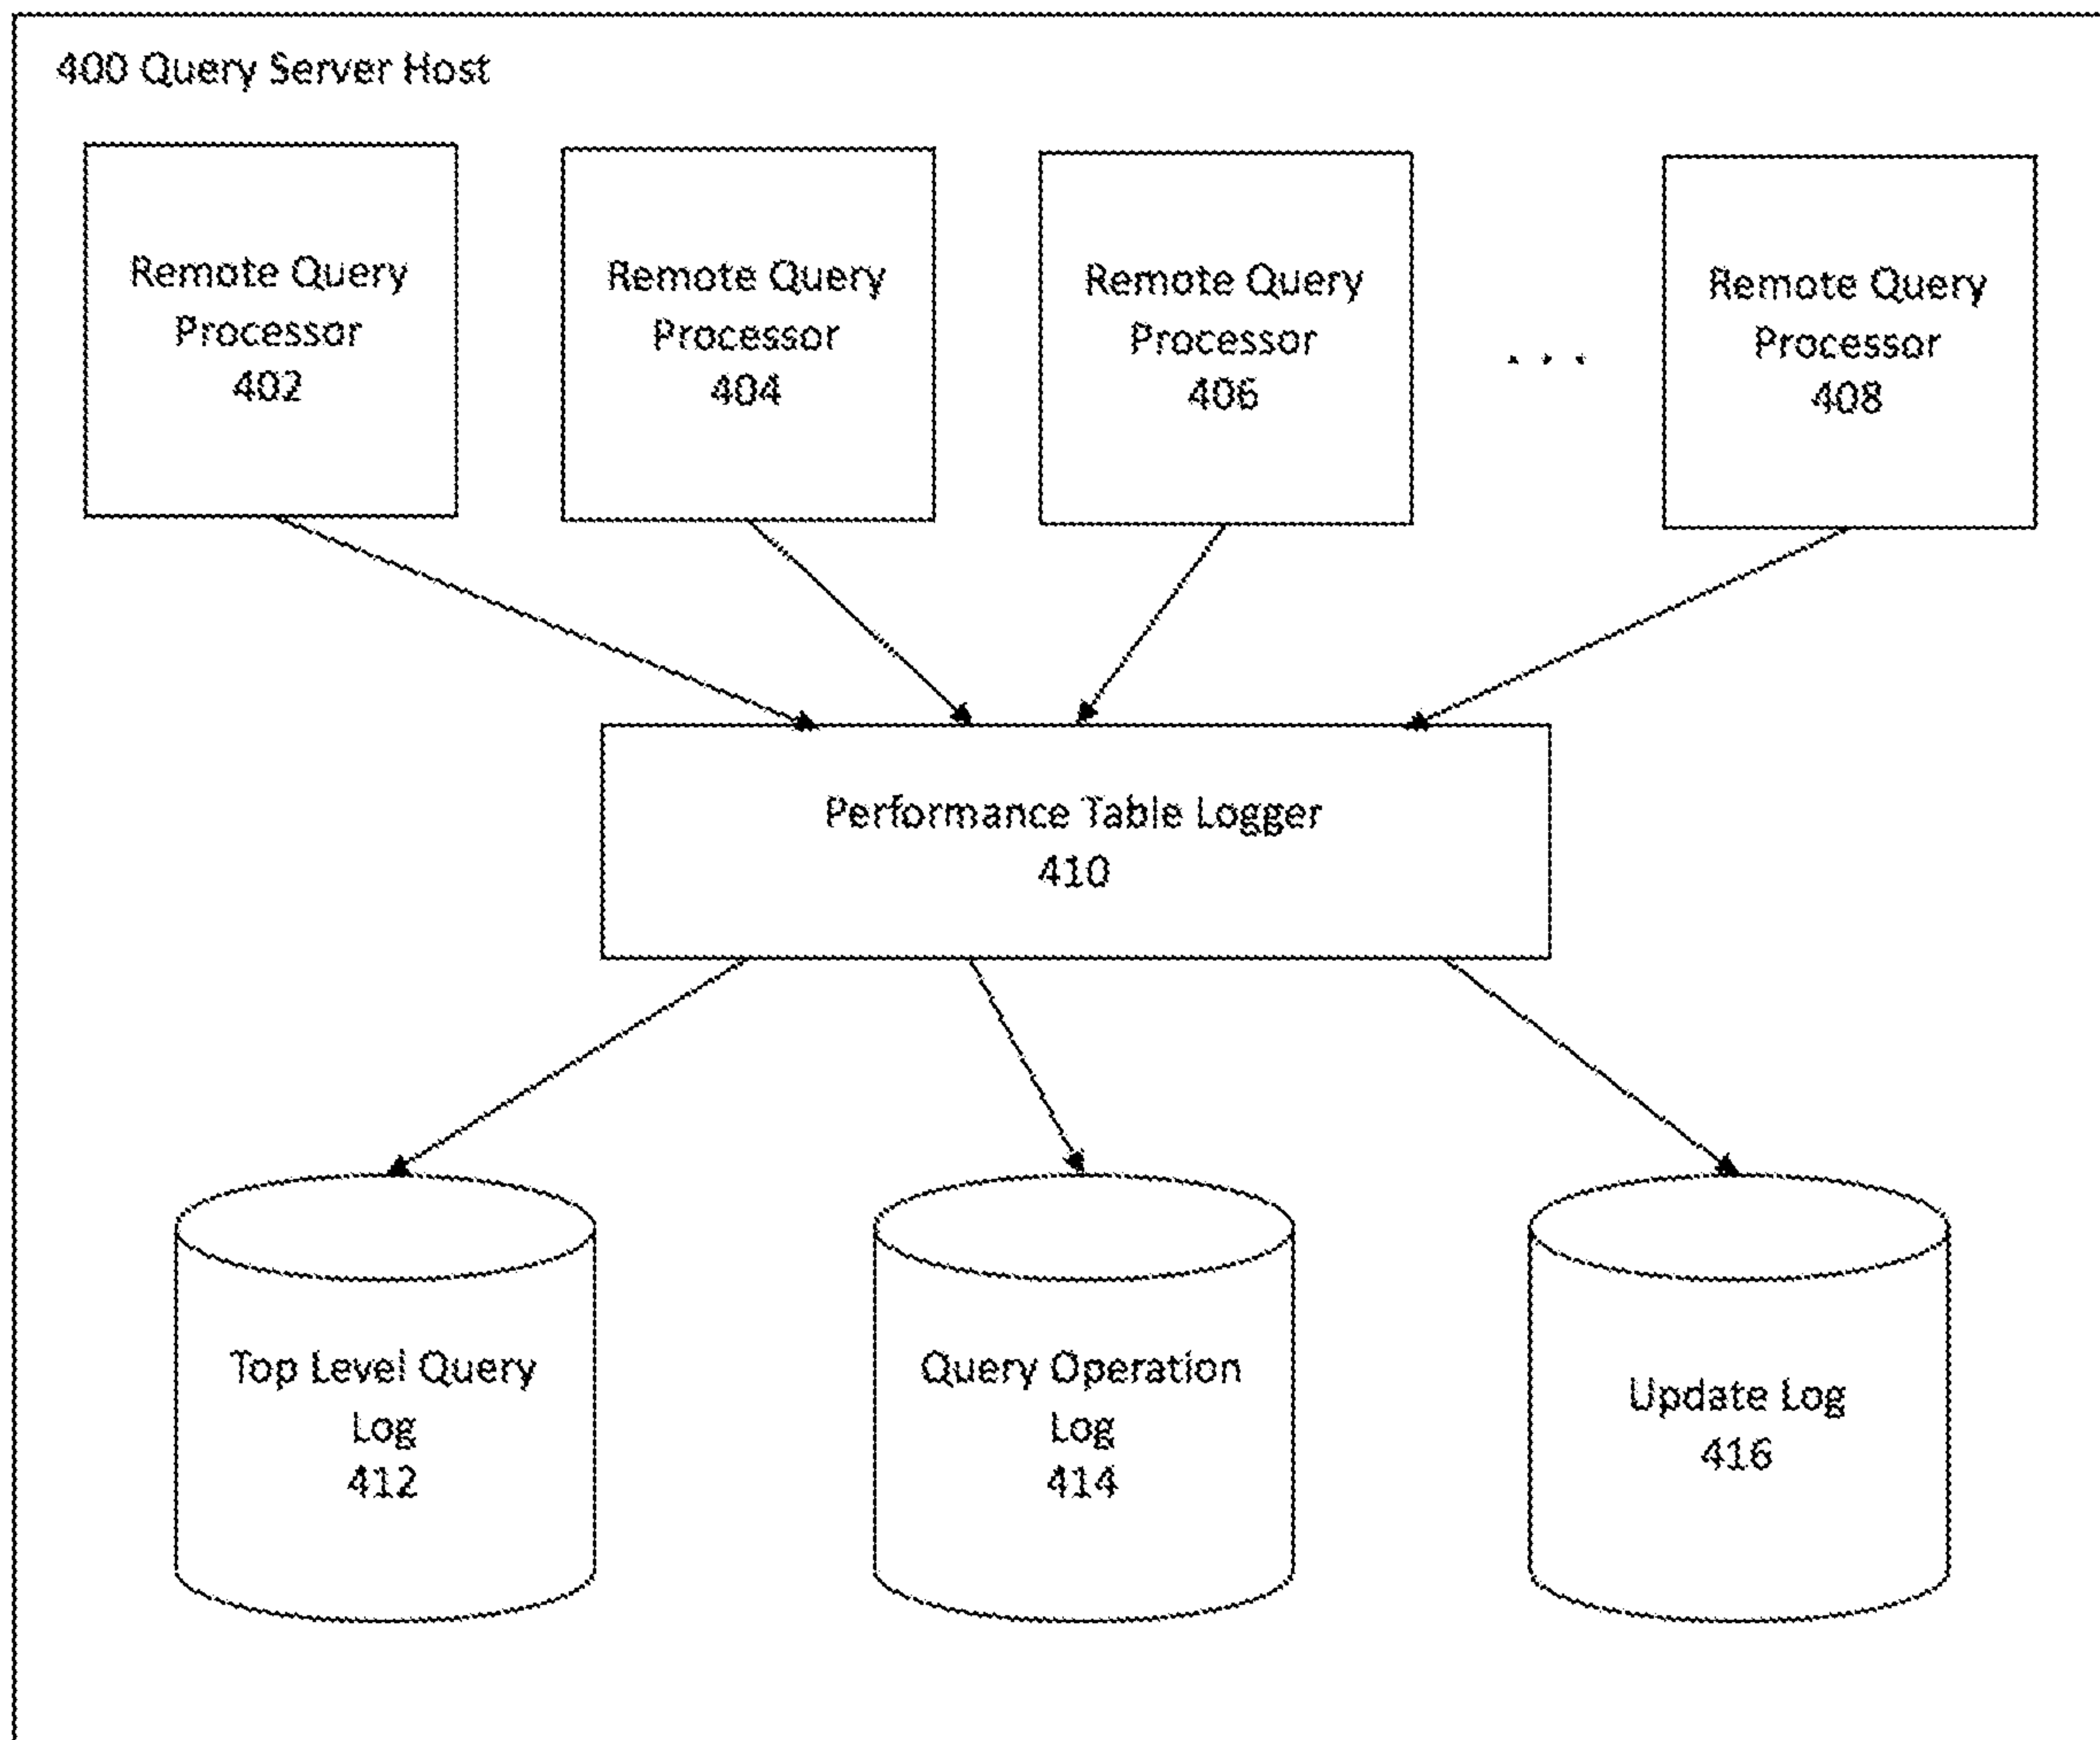 400 Query Server Host
Remote Query
Processor
402
Remote Query
Processor
404
Remote Query
Processor
406
. . .
Remote Query
Processor
408
Performance Table Logger
410
Top Level Query
Log
412
Query Operation
Log
414
Update Log
416